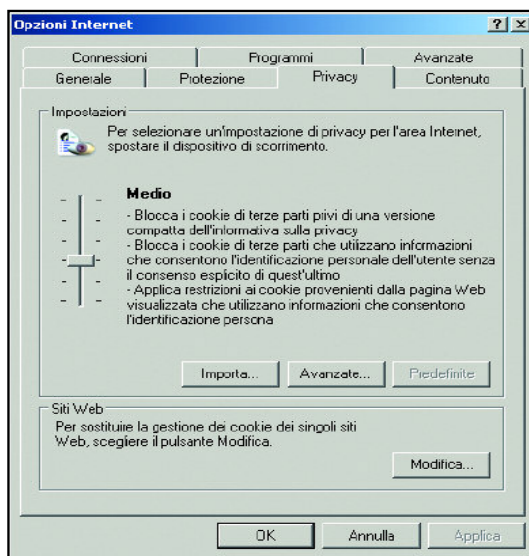 Opzioni Internet
Connessioni Programmi Avanzate
Generale Protezione Privacy Contenuto
Impostazioni
Per selezionare un'impostazione di privacy per l'area Internet,
spostare il dispositivo di scorrimento.
Medio
- Blocca i cookie di terze parti privi di una versione
compatta dell'informativa sulla privacy
- Blocca i cookie di terze parti che utilizzano informazioni
che consentono l'identificazione personale dell'utente senza
il consenso esplicito di quest'ultimo
- Applica restrizioni ai cookie provenienti dalla pagina Web
visualizzata che utilizzano informazioni che consentono
l'identificazione persona
Importa... Avanzate... Predefinite
Siti Web
Per sostituire la gestione dei cookie dei singoli siti
Web, scegliere il pulsante Modifica.
Modifica...
OK Annulla Applica